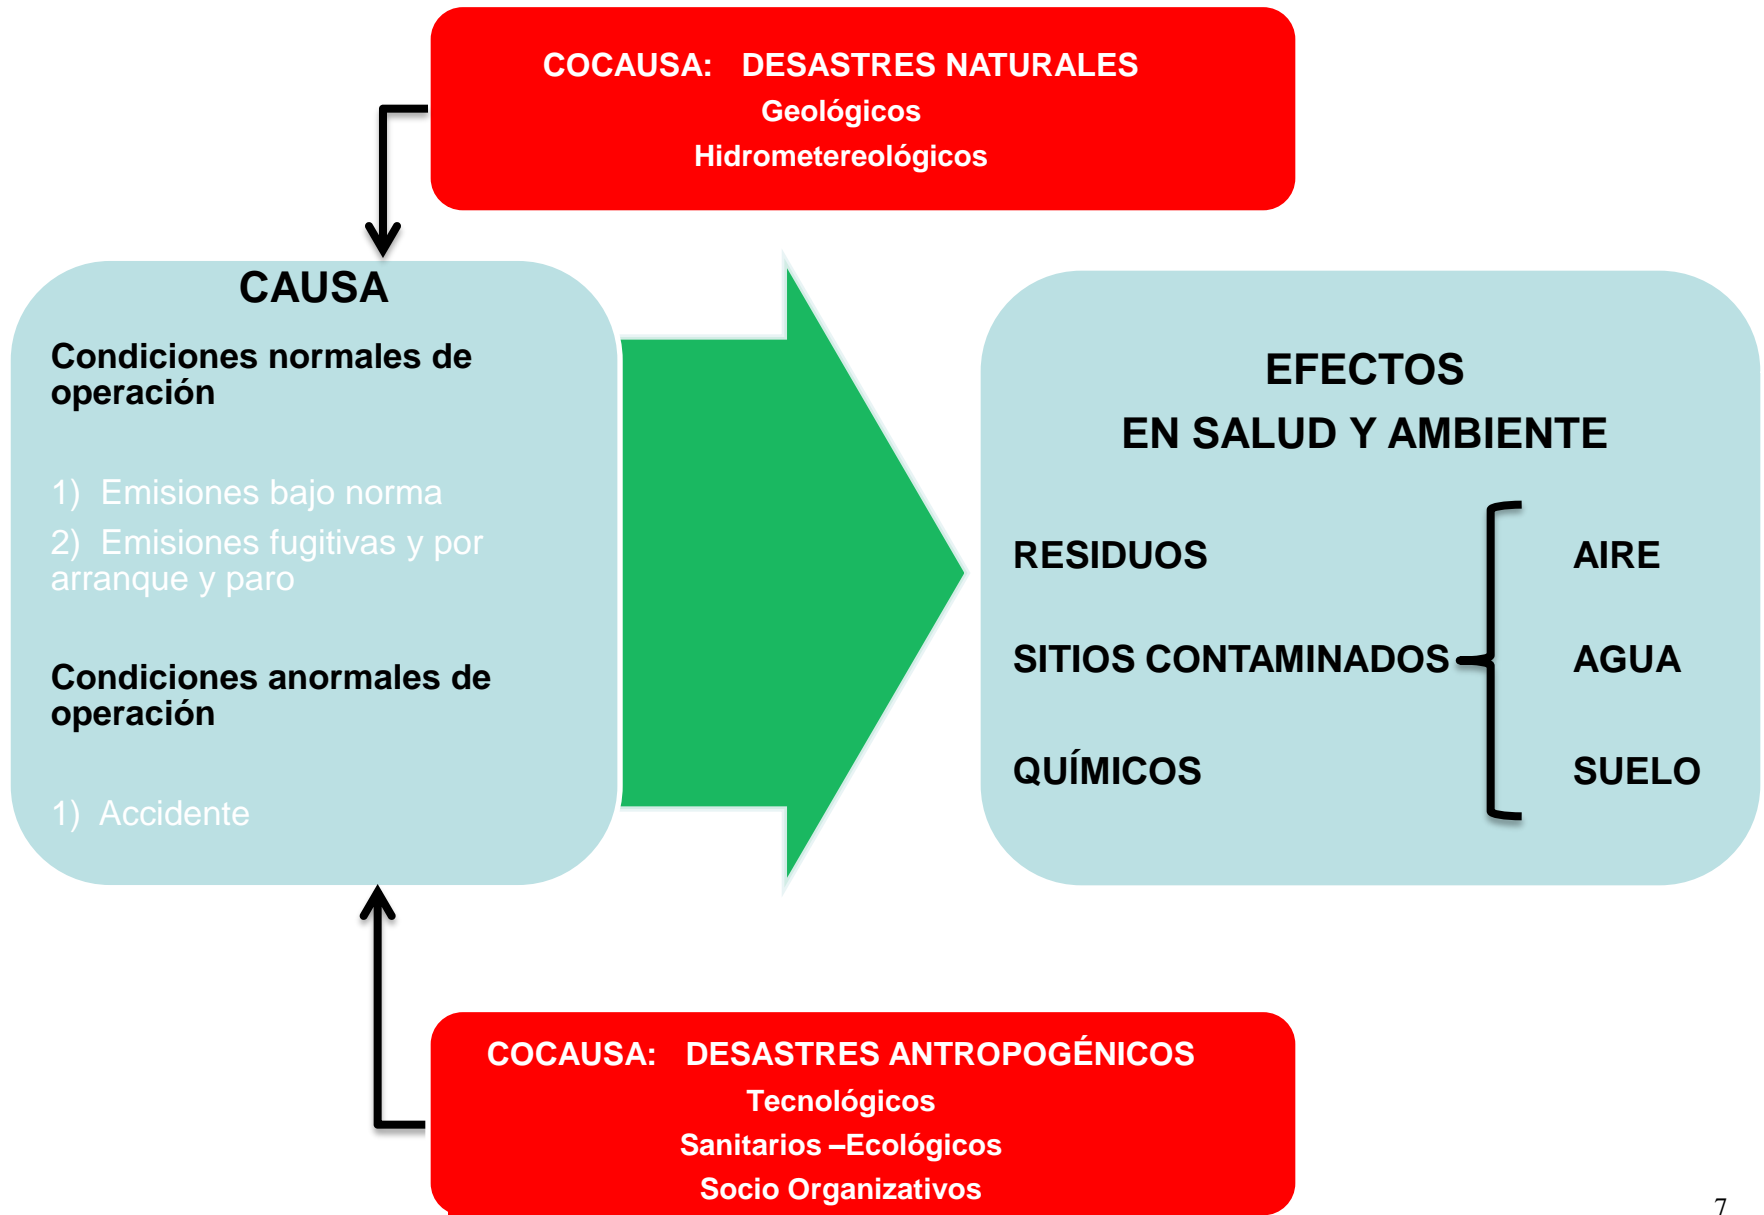 COCAUSA: DESASTRES NATURALES
Geológicos
Hidrometereológicos
CAUSA
Condiciones normales de
operación
1) Emisiones bajo norma
2) Emisiones fugitivas y por
arranque y paro
Condiciones anormales de
operación
1) Accidente
EFECTOS
EN SALUD Y AMBIENTE
RESIDUOS
AIRE
SITIOS CONTAMINADOS
AGUA
QUÍMICOS
SUELO
COCAUSA: DESASTRES ANTROPOGÉNICOS
Tecnológicos
Sanitarios –Ecológicos
Socio Organizativos
7